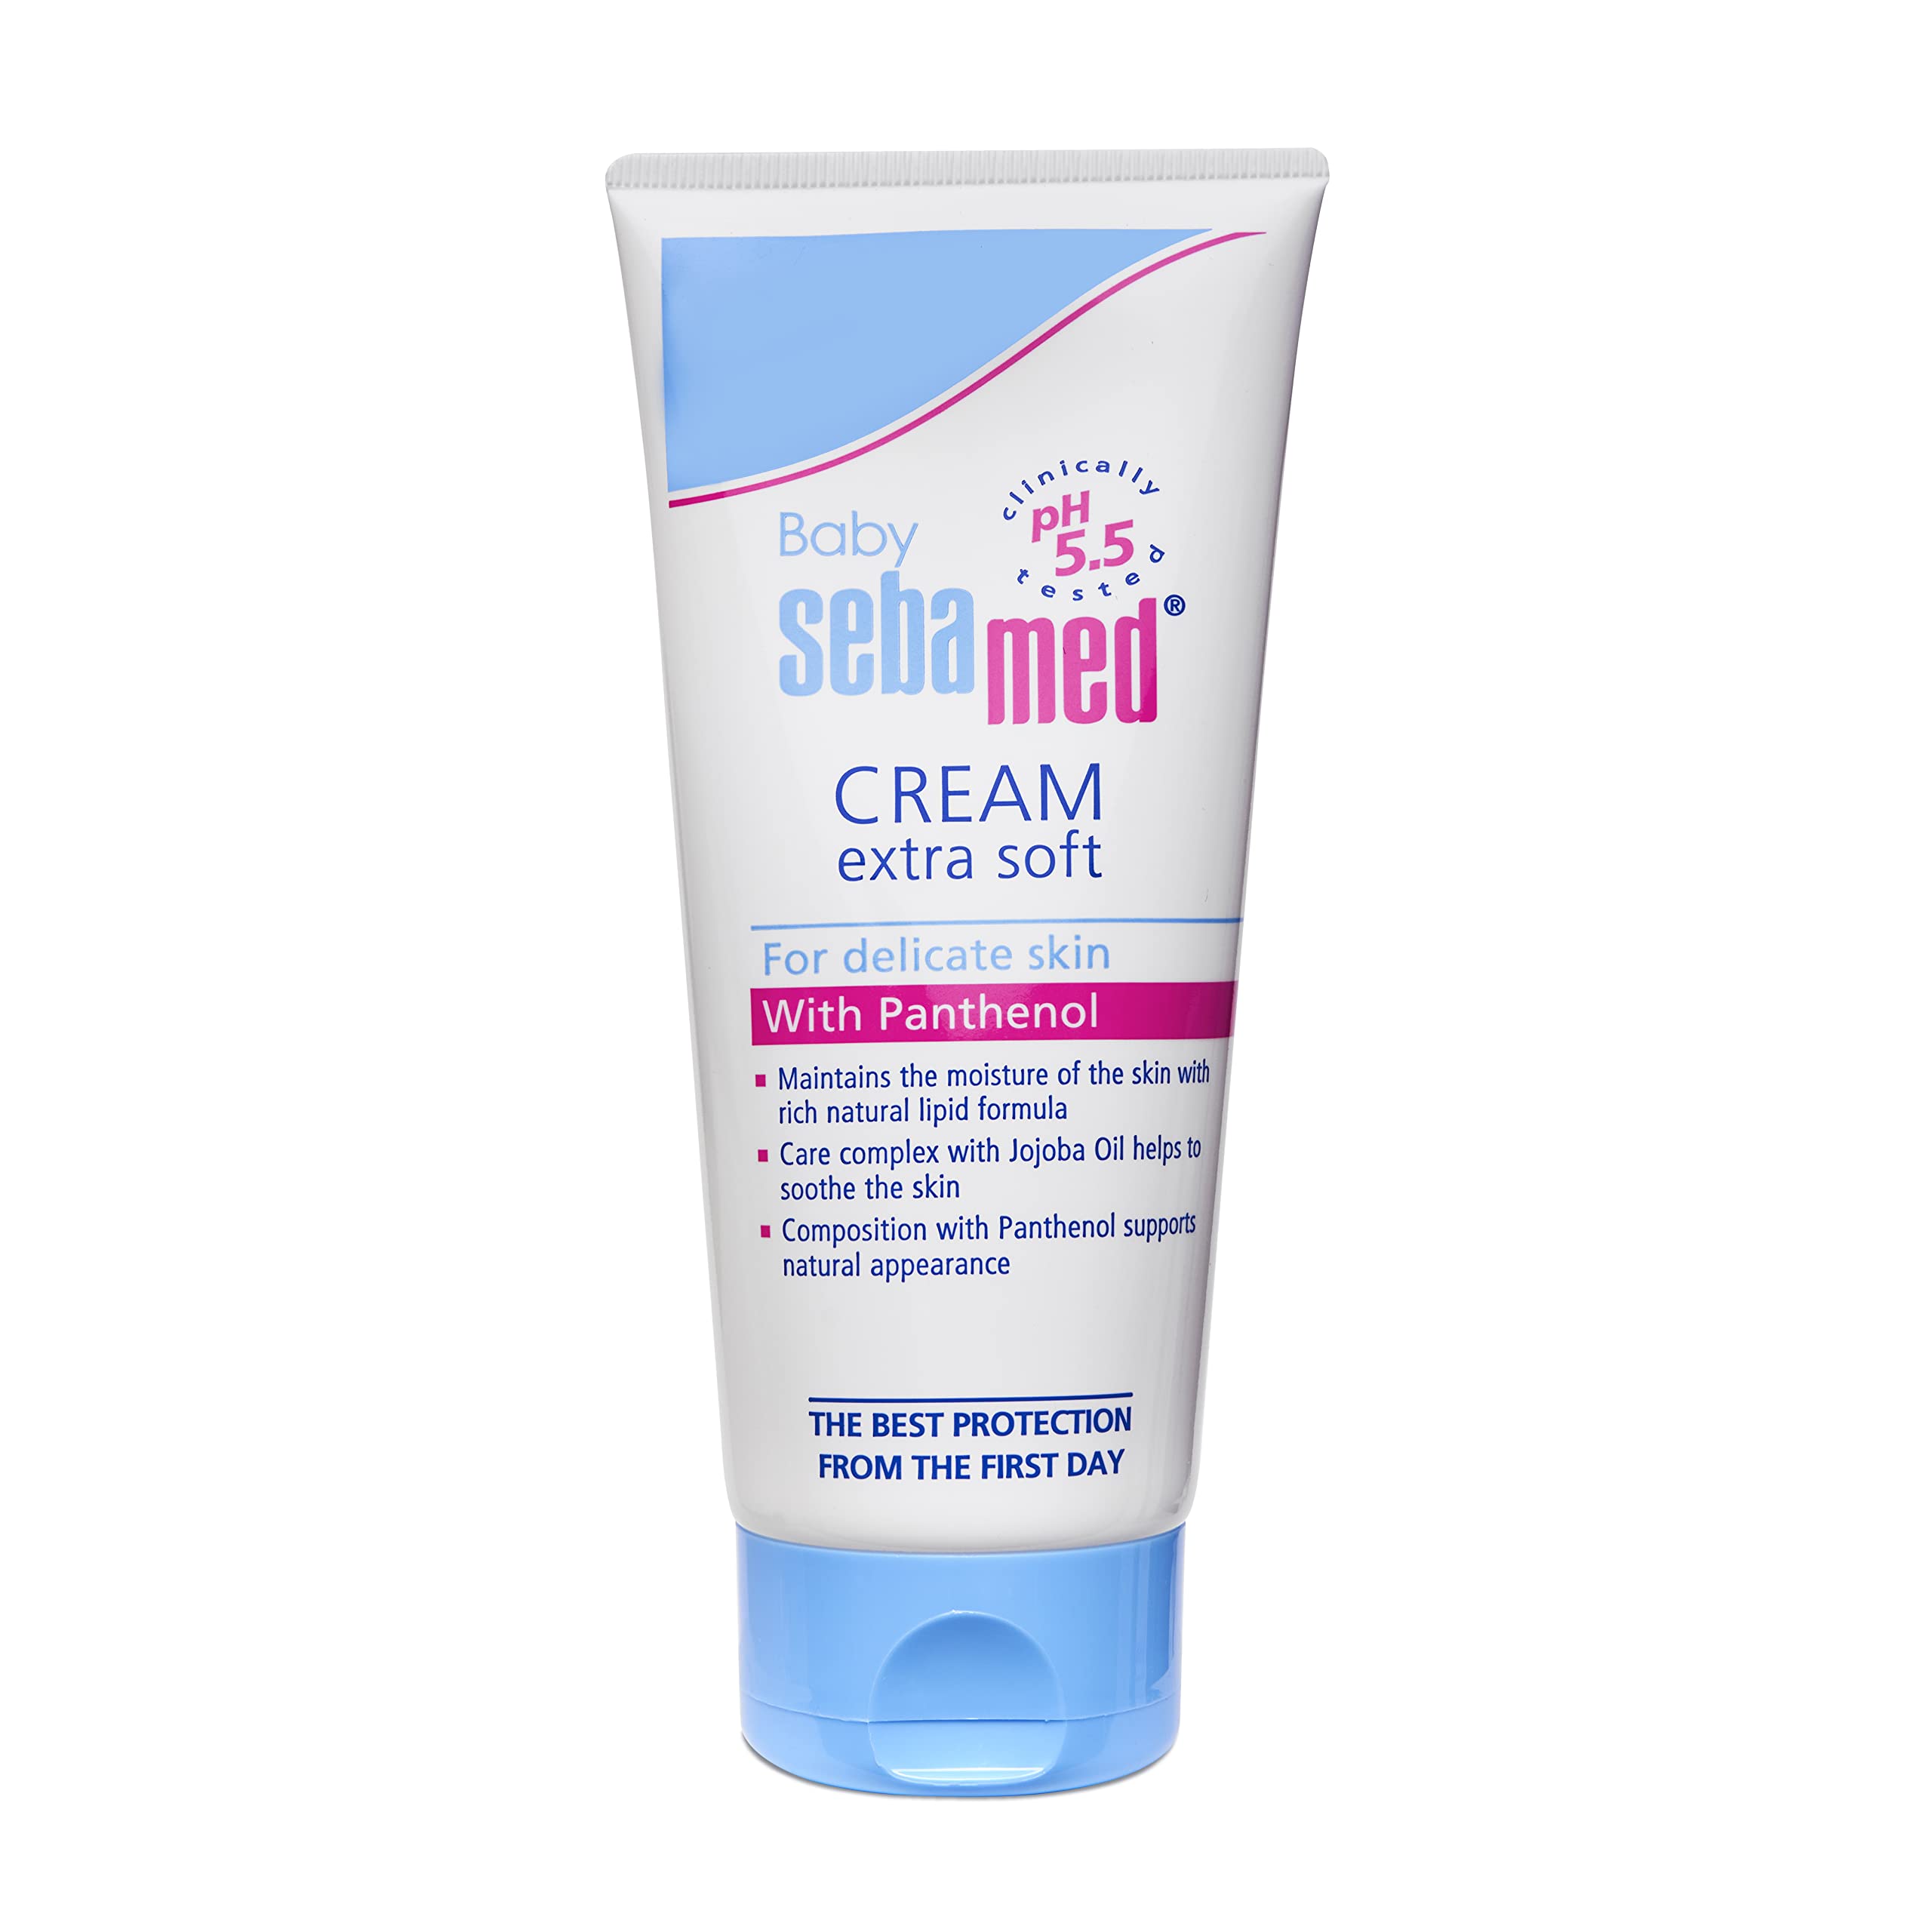 Baby
sebamed®
clinically
pH
5.5
tested
CREAM
extra soft
For delicate skin
With Panthenol
▪ Maintains the moisture of the skin with
rich natural lipid formula
▪ Care complex with Jojoba Oil helps to
soothe the skin
▪ Composition with Panthenol supports
natural appearance
THE BEST PROTECTION
FROM THE FIRST DAY